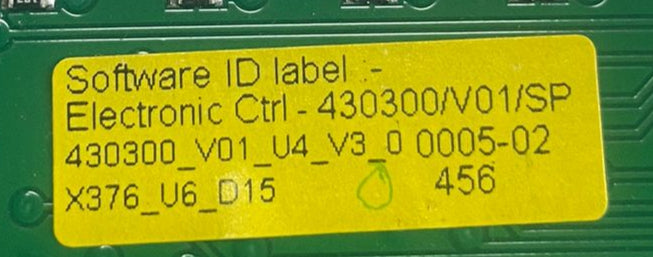 Software ID label :-
Electronic Ctrl - 430300/V01/SP
430300_V01_U4_V3_0 0005-02
X376_U6_D15 456